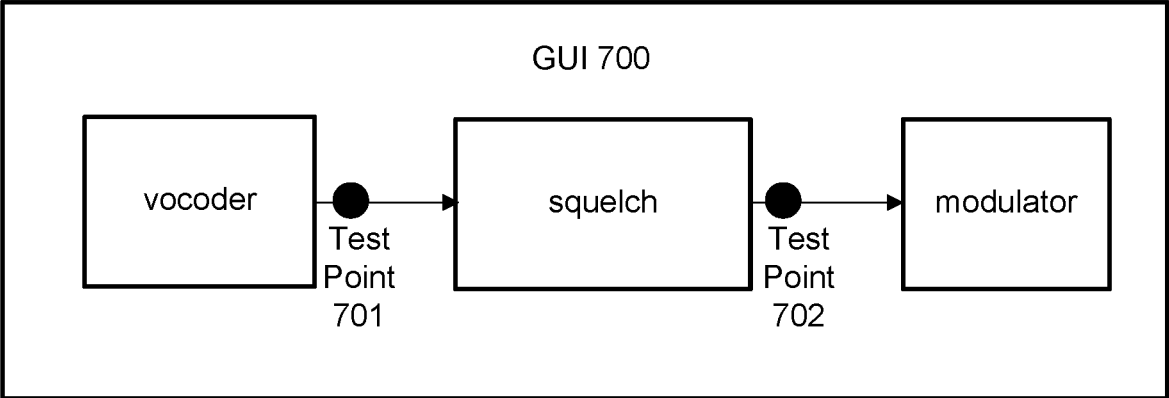 GUI 700
vocoder
squelch
modulator
Test
Point
701
Test
Point
702